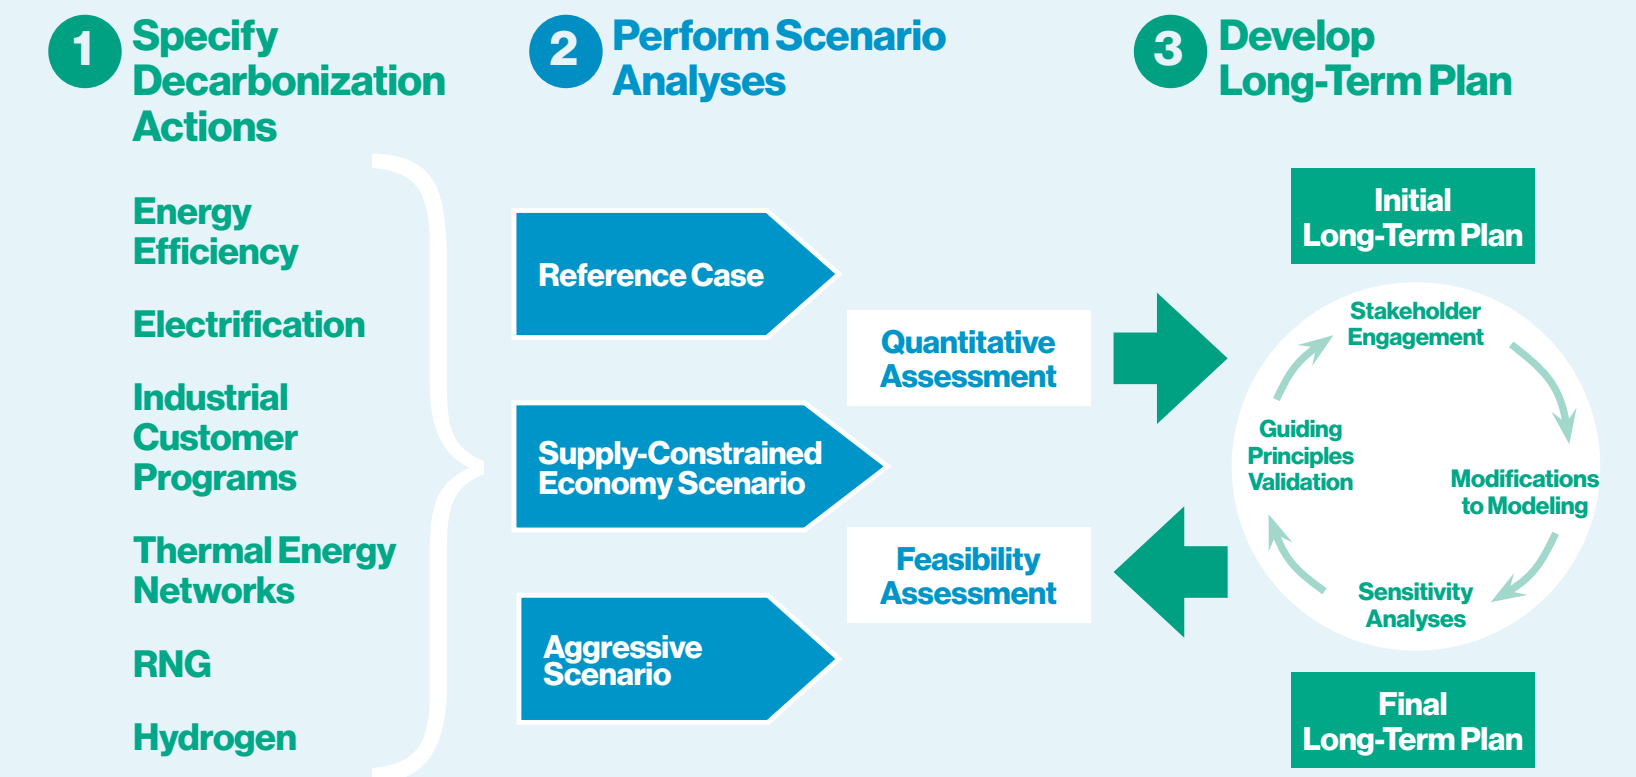 1
Specify
Decarbonization
Actions
Energy
Efficiency
Electrification
Industrial
Customer
Programs
Thermal Energy
Networks
RNG
Hydrogen
2
Perform Scenario
Analyses
Reference Case
Supply-Constrained
Economy Scenario
Aggressive
Scenario
Quantitative
Assessment
Feasibility
Assessment
3
Develop
Long-Term Plan
Initial
Long-Term Plan
Stakeholder
Engagement
Modifications
to Modeling
Sensitivity
Analyses
Guiding
Principles
Validation
Final
Long-Term Plan